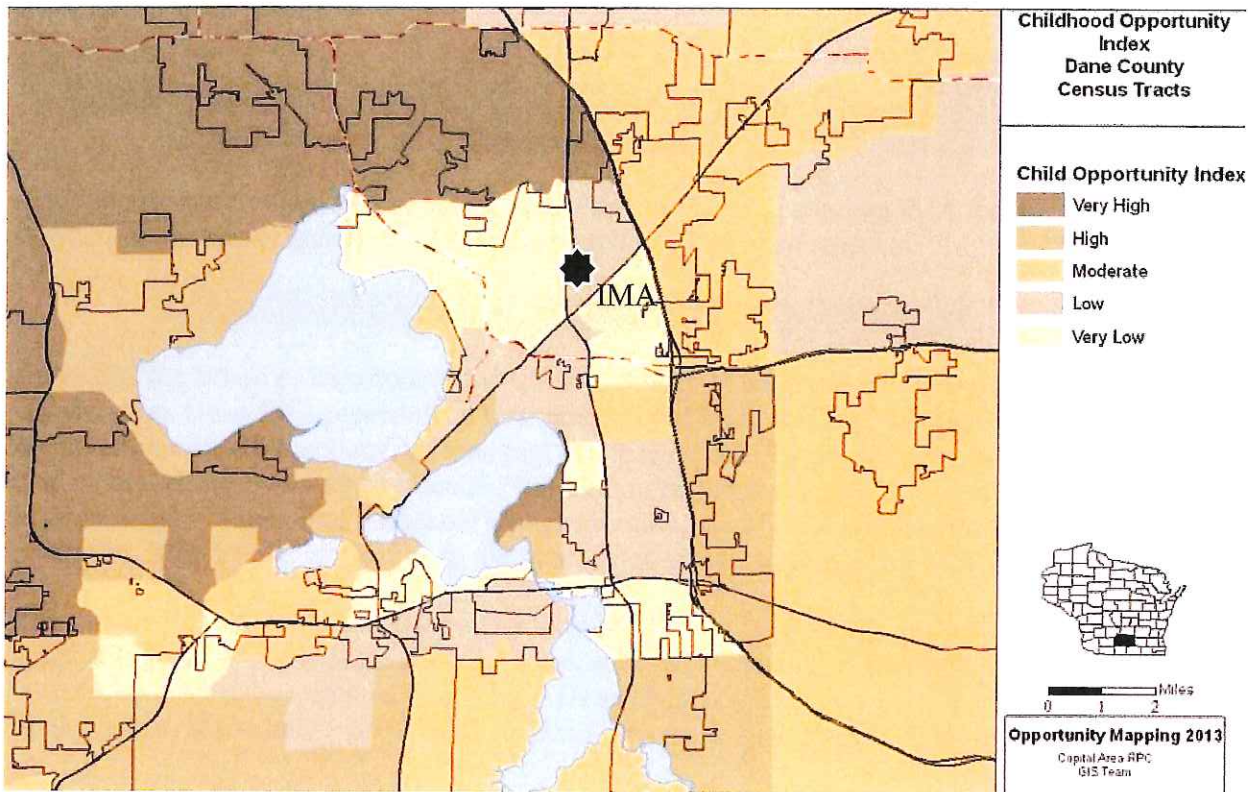 Childhood Opportunity
Index
Dane County
Census Tracts
Child Opportunity Index
Very High
High
Moderate
Low
Very Low
IMA
Miles
0 1 2
Opportunity Mapping 2013
Capital Area RPC
GIS Team